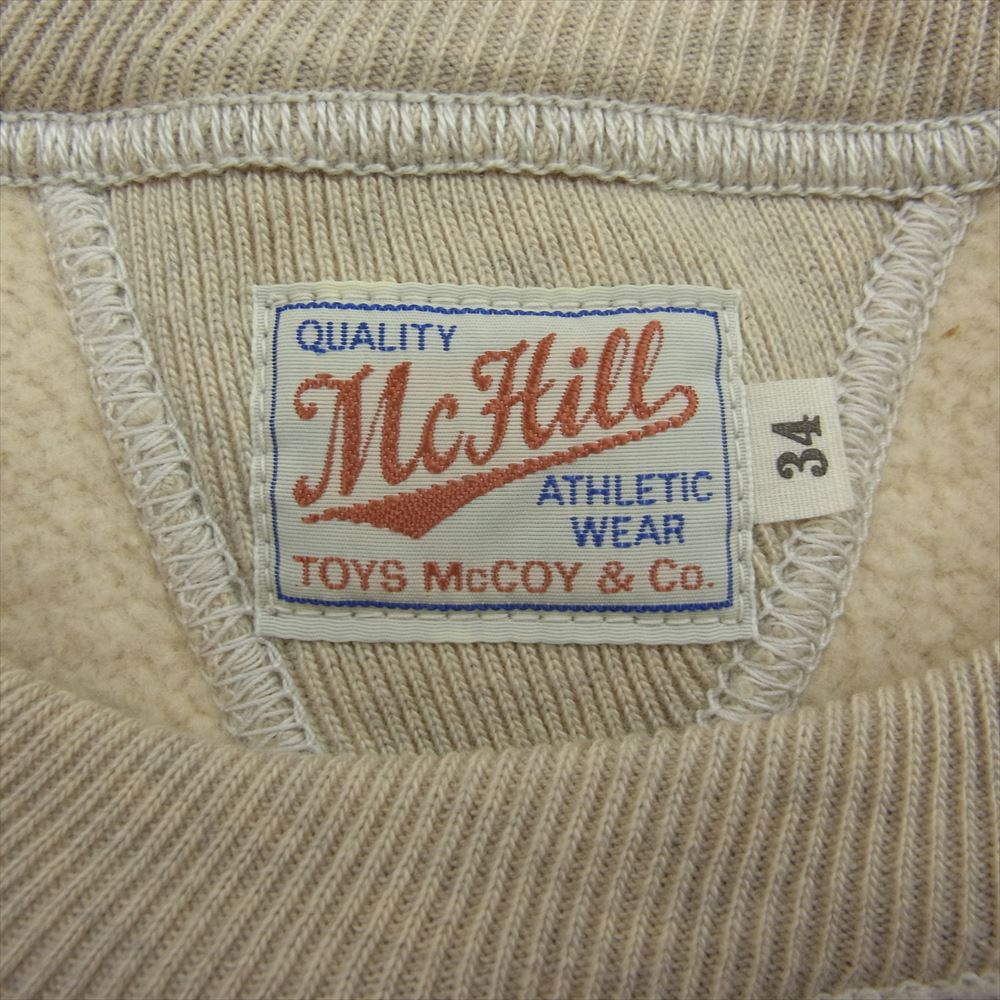 QUALITY
McHill
ATHLETIC
WEAR
TOYS McCOY & Co.
34